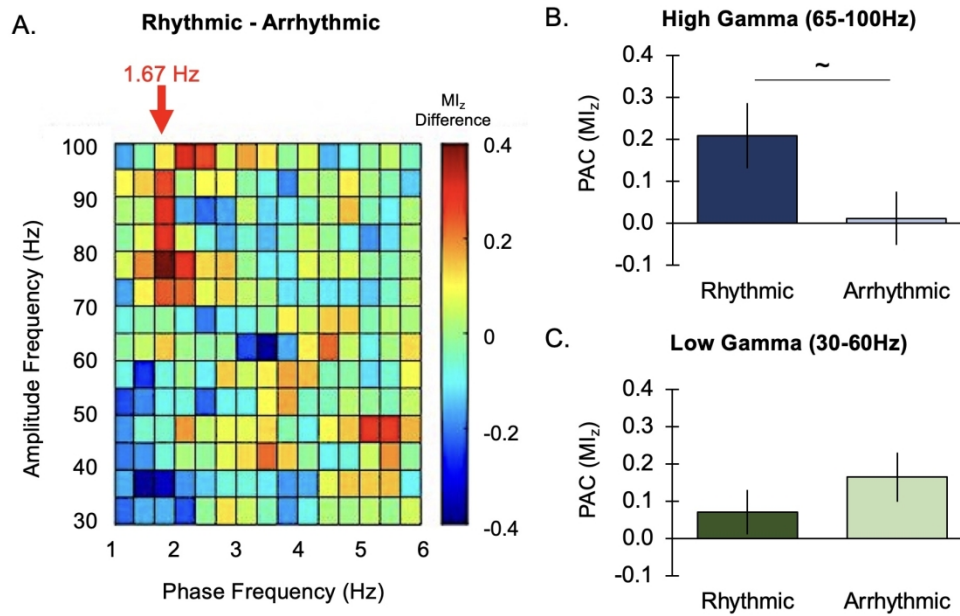 A.
Rhythmic - Arrhythmic
1.67 Hz
MIz
Difference
100
90
80
70
60
50
40
30
Amplitude Frequency (Hz)
1 2 3 4 5 6
Phase Frequency (Hz)
0.4
0.2
0
-0.2
-0.4
B.
High Gamma (65-100Hz)
0.4
0.3
0.2
0.1
0.0
-0.1
PAC (MIz)
~
Rhythmic Arrhythmic
C.
Low Gamma (30-60Hz)
0.4
0.3
0.2
0.1
0.0
-0.1
PAC (MIz)
Rhythmic Arrhythmic